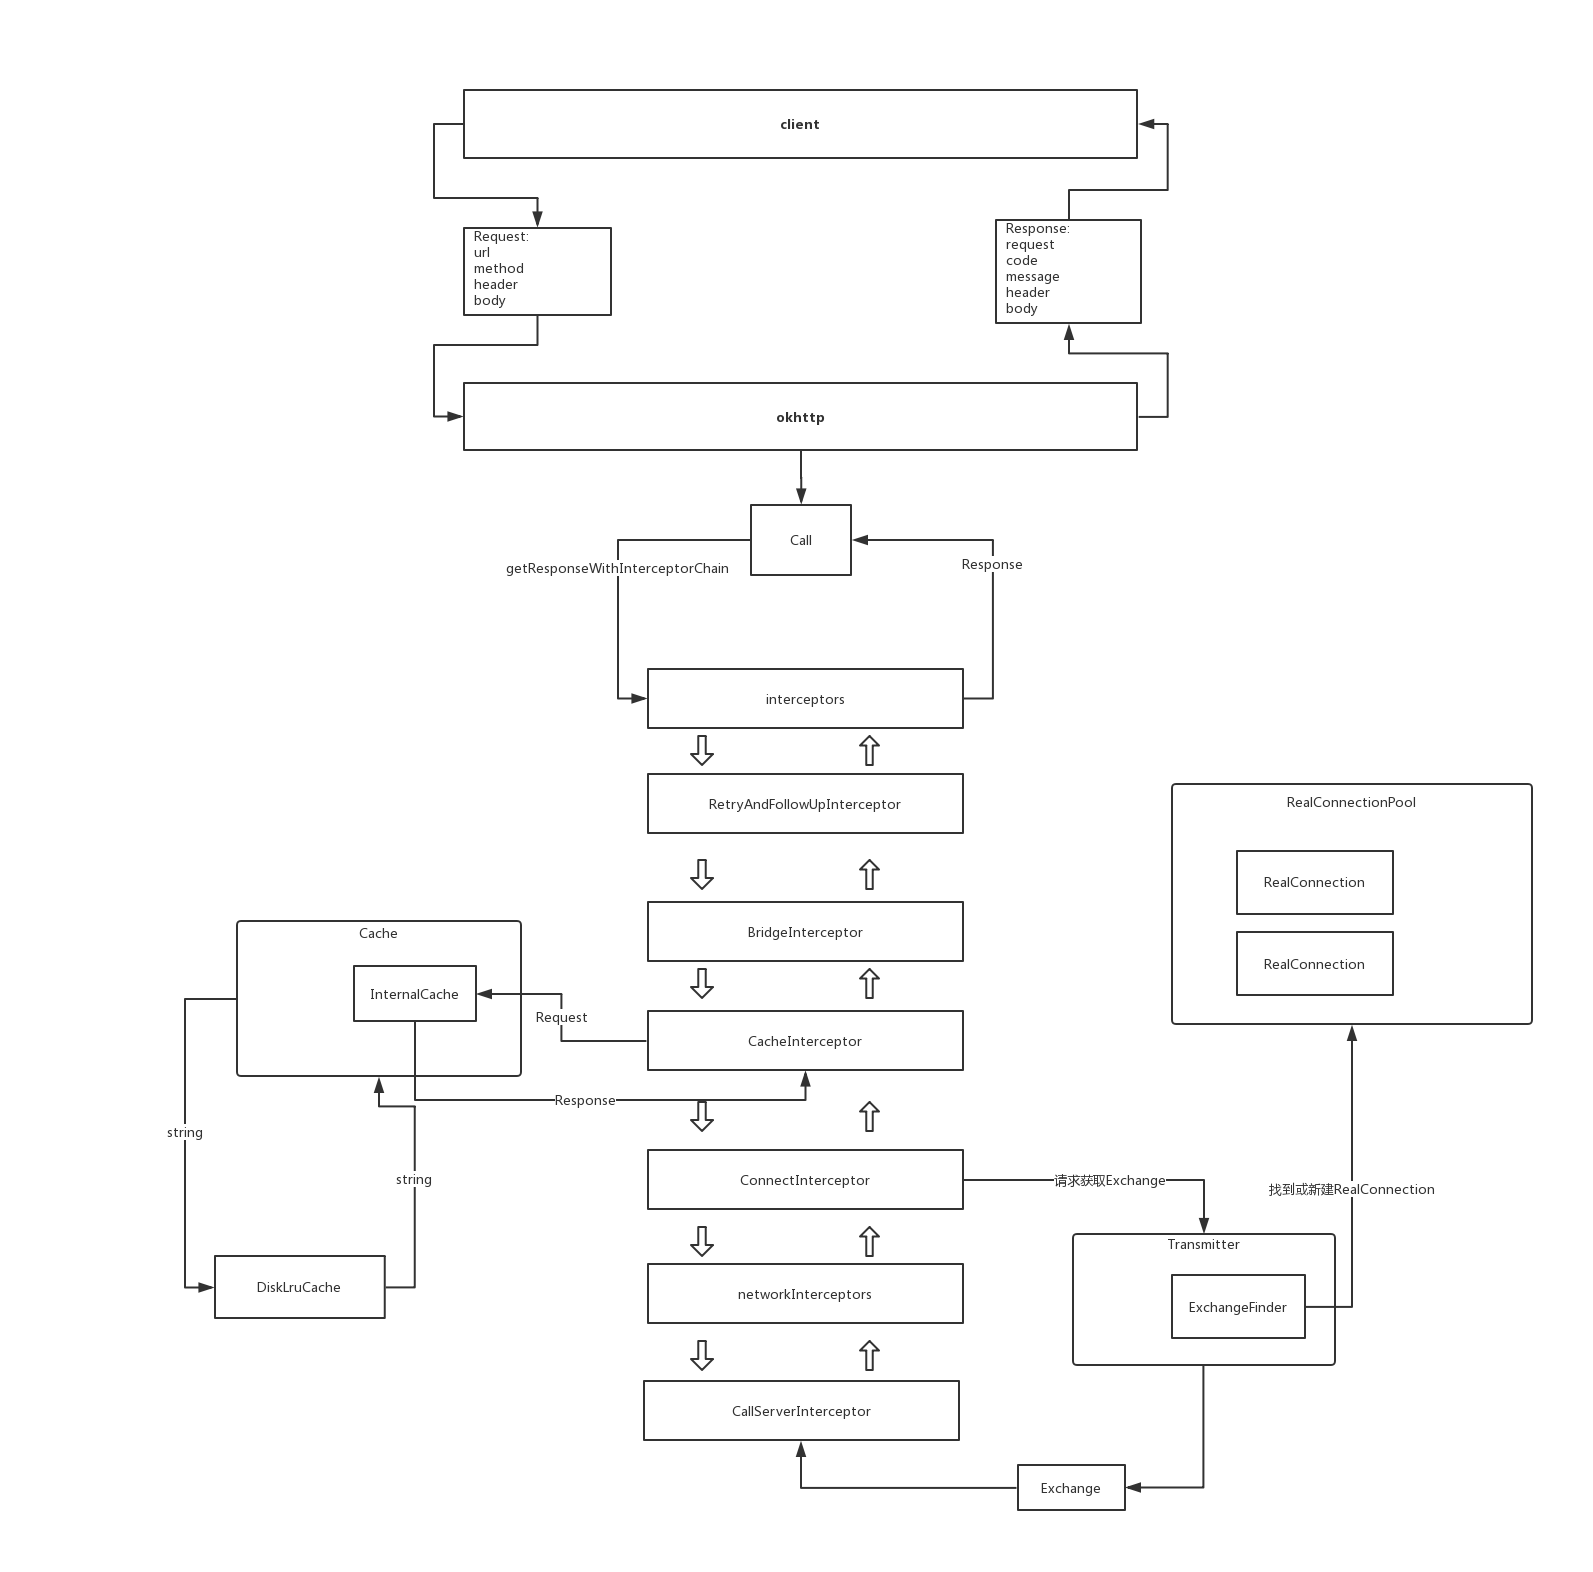 client
Request:
url
method
header
body
Response:
request
code
message
header
body
okhttp
Call
getResponseWithInterceptorChain
Response
interceptors
RetryAndFollowUpInterceptor
RealConnectionPool
RealConnection
RealConnection
BridgeInterceptor
Cache
InternalCache
Request
CacheInterceptor
Response
string
string
ConnectInterceptor
请求获取Exchange
找到或新建RealConnection
Transmitter
ExchangeFinder
DiskLruCache
networkInterceptors
CallServerInterceptor
Exchange